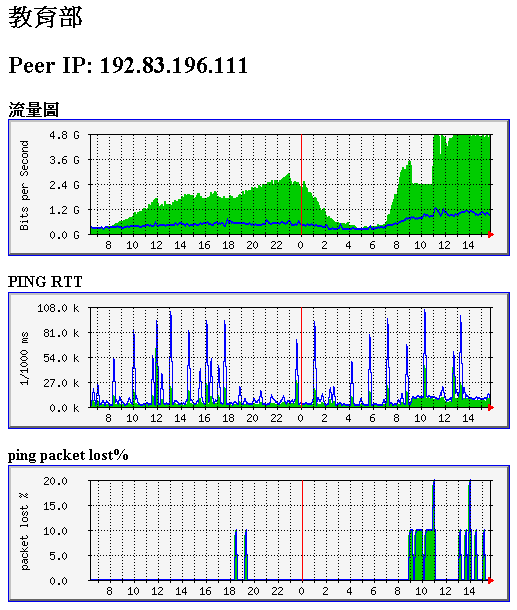 教育部
Peer IP: 192.83.196.111
流量圖
Bits per Second
4.8 G
3.6 G
2.4 G
1.2 G
0.0 G
8 10 12 14 16 18 20 22 0 2 4 6 8 10 12 14
PING RTT
1/1000 ms
108.0 k
81.0 k
54.0 k
27.0 k
0.0 k
8 10 12 14 16 18 20 22 0 2 4 6 8 10 12 14
ping packet lost%
packet lost %
20.0
15.0
10.0
5.0
0.0
8 10 12 14 16 18 20 22 0 2 4 6 8 10 12 14